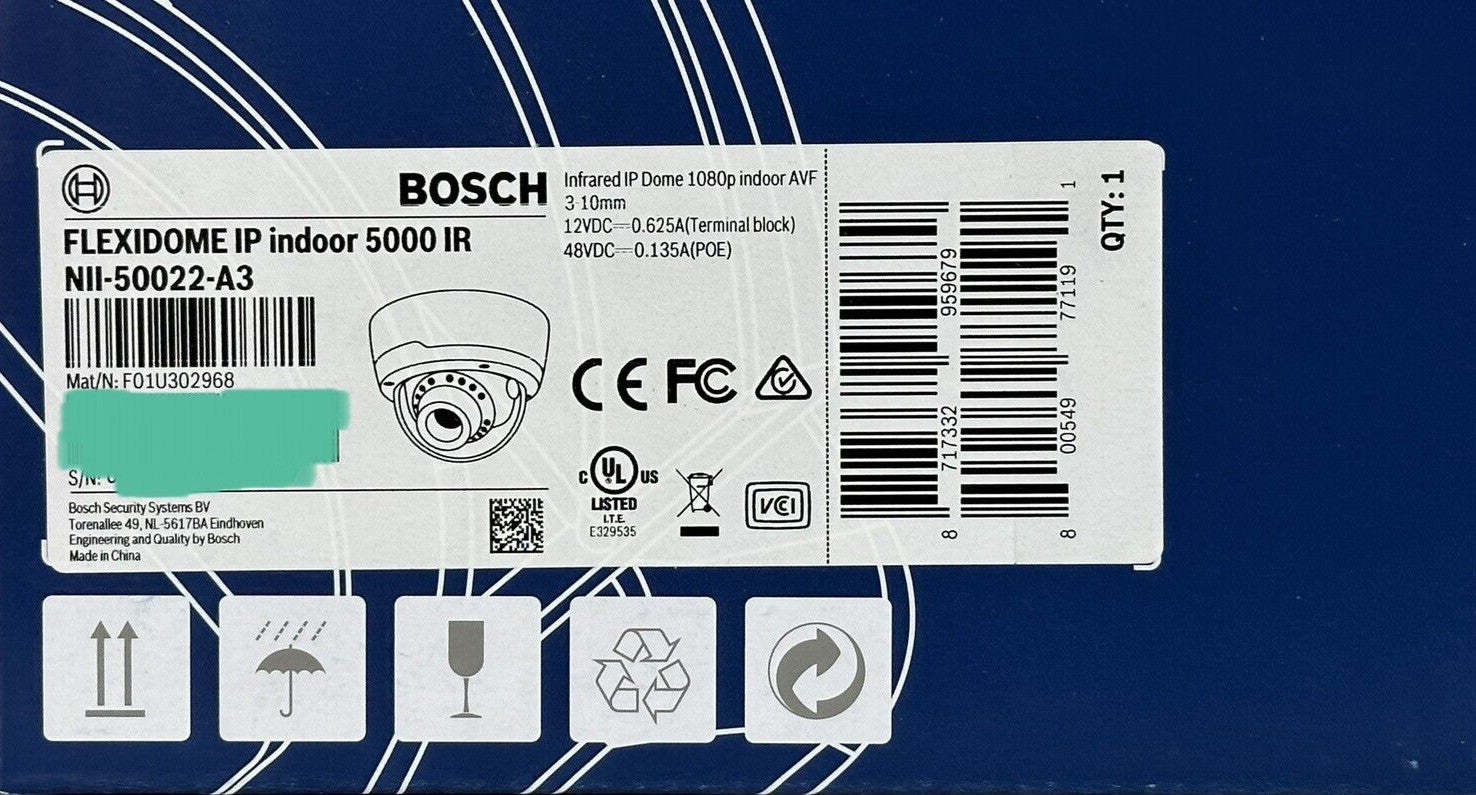 BOSCH
FLEXIDOME IP indoor 5000 IR
NII-50022-A3
Mat/N: F01U302968
S/N:
Bosch Security Systems BV
Torenallee 49, NL-5617BA Eindhoven
Engineering and Quality by Bosch
Made in China
Infrared IP Dome 1080p indoor AVF
3-10mm
12VDC⎓0.625A(Terminal block)
48VDC⎓0.135A(POE)
CE FC
C UL US
LISTED
I.T.E.
E329535
VCI
8 717332 959679
8 00549 77119 1
QTY: 1